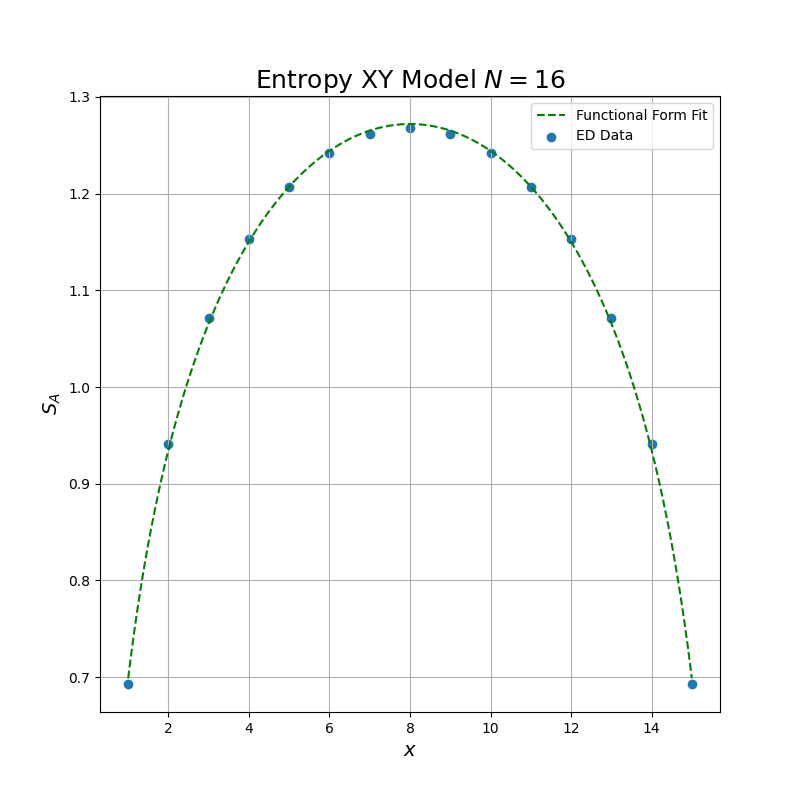 Entropy XY Model N = 16
Functional Form Fit
ED Data
1.3
1.2
1.1
1.0
0.9
0.8
0.7
S_A
2 4 6 8 10 12 14
x